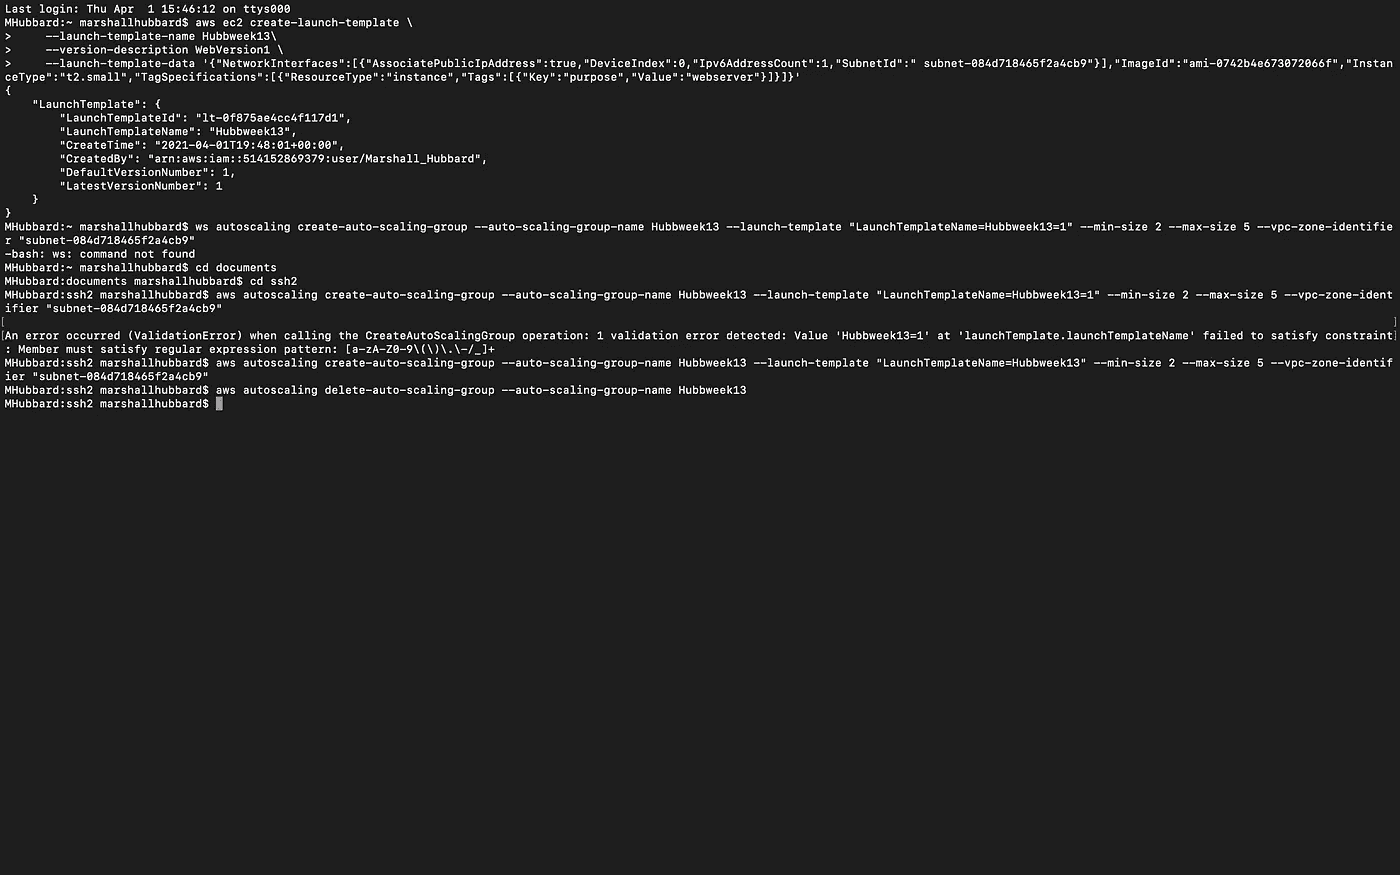 Last login: Thu Apr  1 15:46:12 on ttys000
MHubbard:~ marshallhubbard$ aws ec2 create-launch-template \
>     --launch-template-name Hubbweek13\
>     --version-description WebVersion1 \
>     --launch-template-data '{"NetworkInterfaces":[{"AssociatePublicIpAddress":true,"DeviceIndex":0,"Ipv6AddressCount":1,"SubnetId":" subnet-084d718465f2a4cb9"}],"ImageId":"ami-0742b4e673072066f","Instan
ceType":"t2.small","TagSpecifications":[{"ResourceType":"instance","Tags":[{"Key":"purpose","Value":"webserver"}]}]}'
{
    "LaunchTemplate": {
        "LaunchTemplateId": "lt-0f875ae4cc4f117d1",
        "LaunchTemplateName": "Hubbweek13",
        "CreateTime": "2021-04-01T19:48:01+00:00",
        "CreatedBy": "arn:aws:iam::514152869379:user/Marshall_Hubbard",
        "DefaultVersionNumber": 1,
        "LatestVersionNumber": 1
    }
}
MHubbard:~ marshallhubbard$ ws autoscaling create-auto-scaling-group --auto-scaling-group-name Hubbweek13 --launch-template "LaunchTemplateName=Hubbweek13=1" --min-size 2 --max-size 5 --vpc-zone-identifie
r "subnet-084d718465f2a4cb9"
-bash: ws: command not found
MHubbard:~ marshallhubbard$ cd documents
MHubbard:documents marshallhubbard$ cd ssh2
MHubbard:ssh2 marshallhubbard$ aws autoscaling create-auto-scaling-group --auto-scaling-group-name Hubbweek13 --launch-template "LaunchTemplateName=Hubbweek13=1" --min-size 2 --max-size 5 --vpc-zone-ident
ifier "subnet-084d718465f2a4cb9"
[ ]
[An error occurred (ValidationError) when calling the CreateAutoScalingGroup operation: 1 validation error detected: Value 'Hubbweek13=1' at 'launchTemplate.launchTemplateName' failed to satisfy constraint]
: Member must satisfy regular expression pattern: [a-zA-Z0-9\(\)\.\-/_]+
MHubbard:ssh2 marshallhubbard$ aws autoscaling create-auto-scaling-group --auto-scaling-group-name Hubbweek13 --launch-template "LaunchTemplateName=Hubbweek13" --min-size 2 --max-size 5 --vpc-zone-identif
ier "subnet-084d718465f2a4cb9"
MHubbard:ssh2 marshallhubbard$ aws autoscaling delete-auto-scaling-group --auto-scaling-group-name Hubbweek13
MHubbard:ssh2 marshallhubbard$